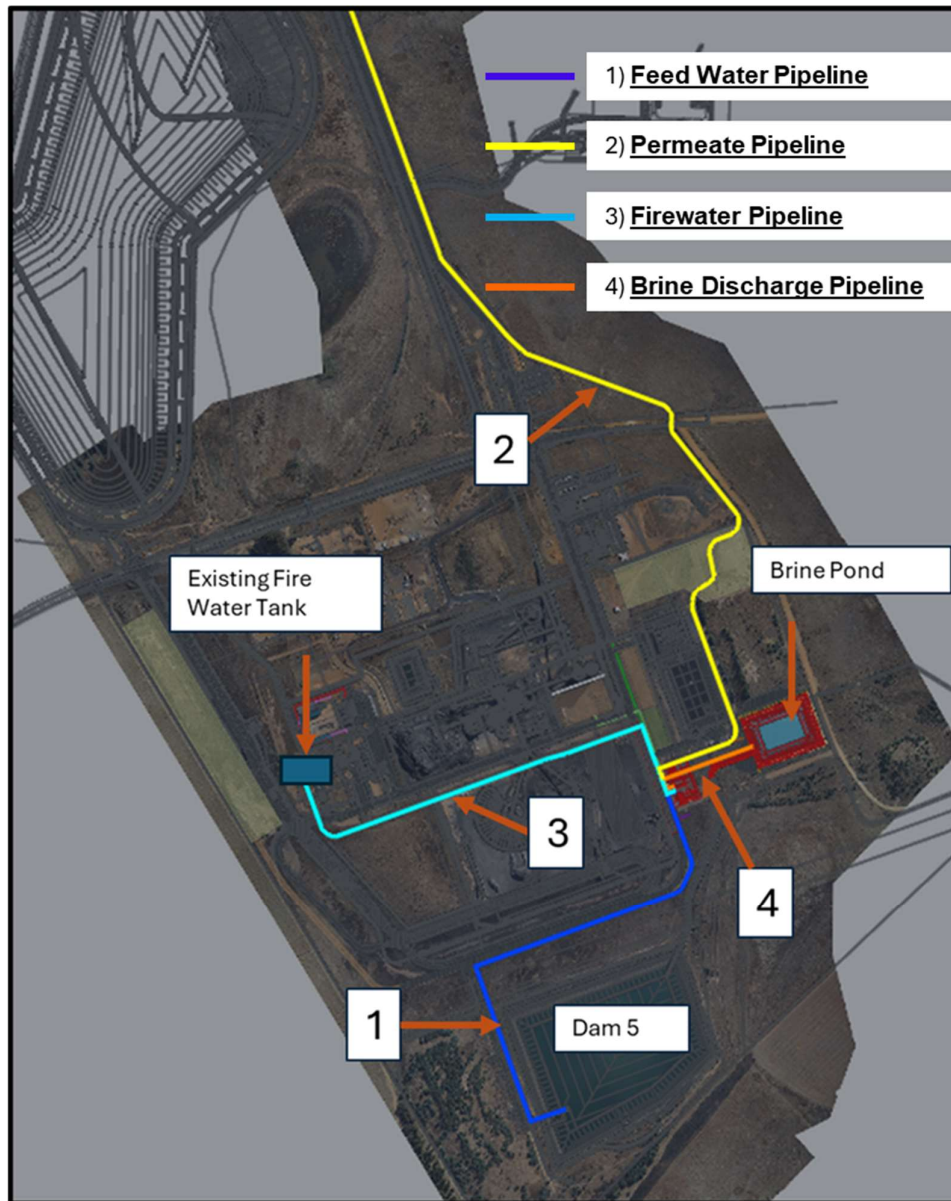 1) Feed Water Pipeline
2) Permeate Pipeline
3) Firewater Pipeline
4) Brine Discharge Pipeline
2
Existing Fire
Water Tank
Brine Pond
3
4
1
Dam 5